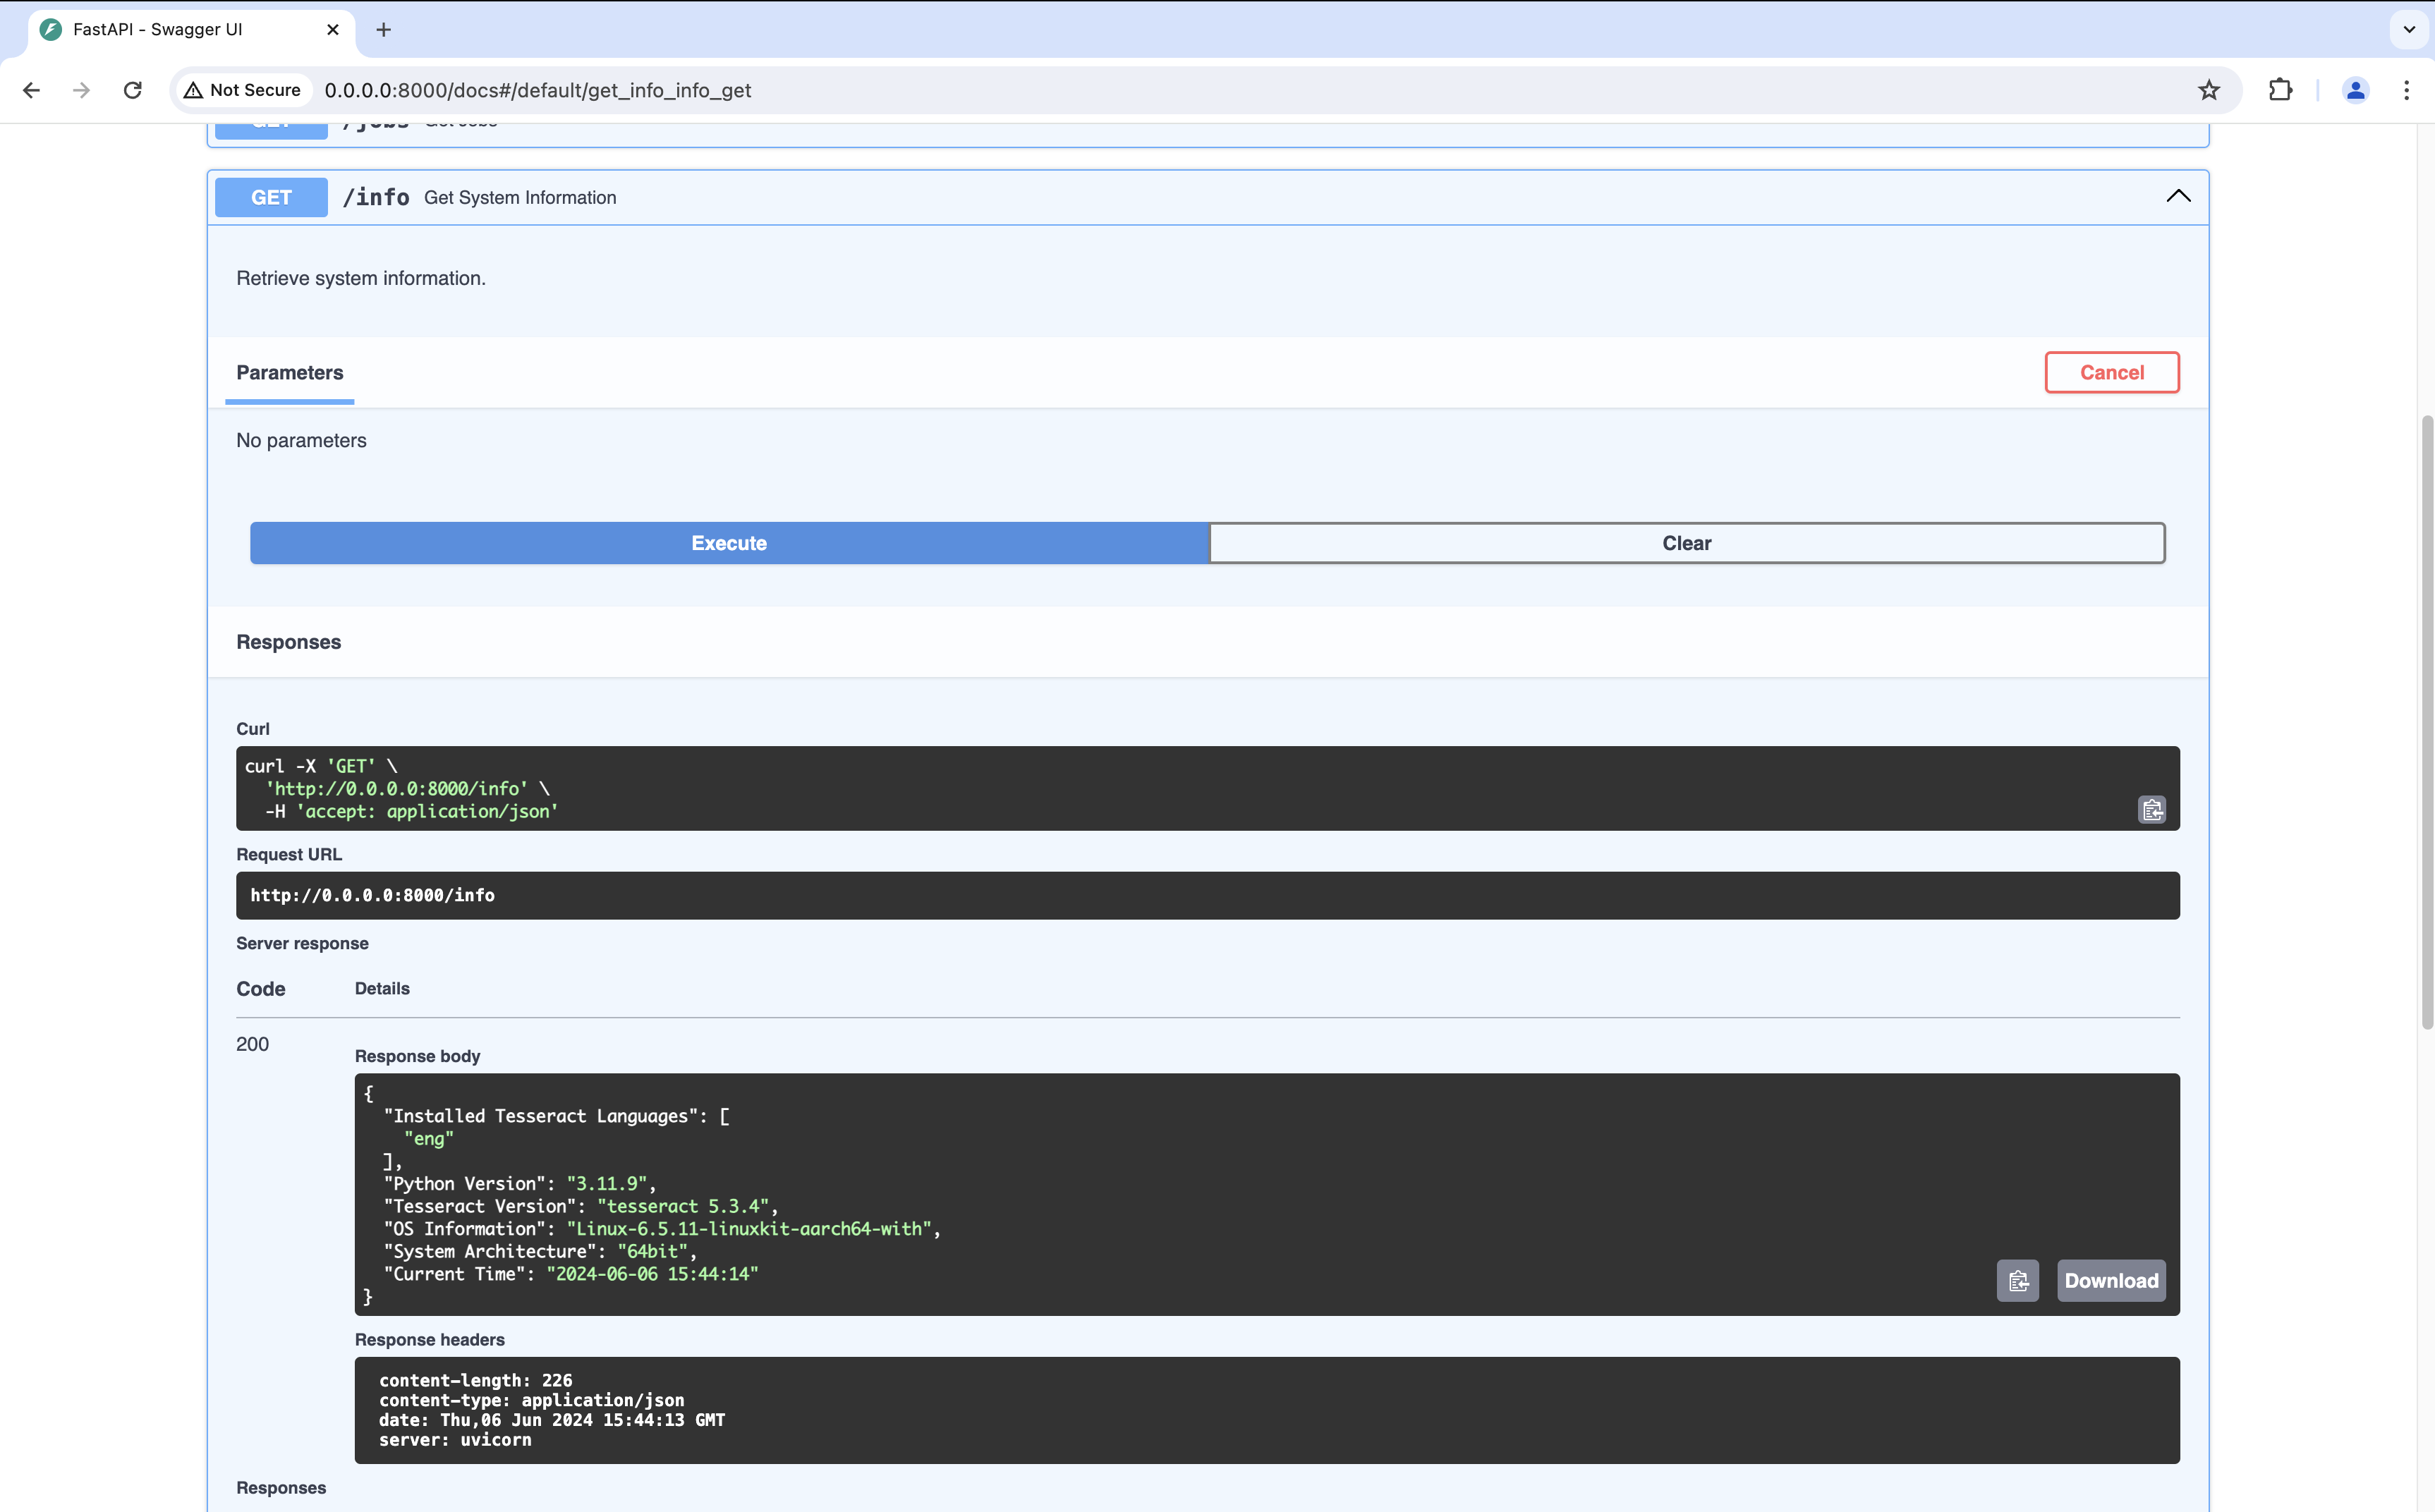 FastAPI - Swagger UI
Not Secure 0.0.0.0:8000/docs#/default/get_info_info_get
GET /jobs Get Jobs
GET /info Get System Information
Retrieve system information.
Parameters
Cancel
No parameters
Execute
Clear
Responses
Curl
curl -X 'GET' \
'http://0.0.0.0:8000/info' \
-H 'accept: application/json'
Request URL
http://0.0.0.0:8000/info
Server response
Code Details
200
Response body
{
"Installed Tesseract Languages": [
"eng"
],
"Python Version": "3.11.9",
"Tesseract Version": "tesseract 5.3.4",
"OS Information": "Linux-6.5.11-linuxkit-aarch64-with",
"System Architecture": "64bit",
"Current Time": "2024-06-06 15:44:14"
}
Download
Response headers
content-length: 226
content-type: application/json
date: Thu,06 Jun 2024 15:44:13 GMT
server: uvicorn
Responses